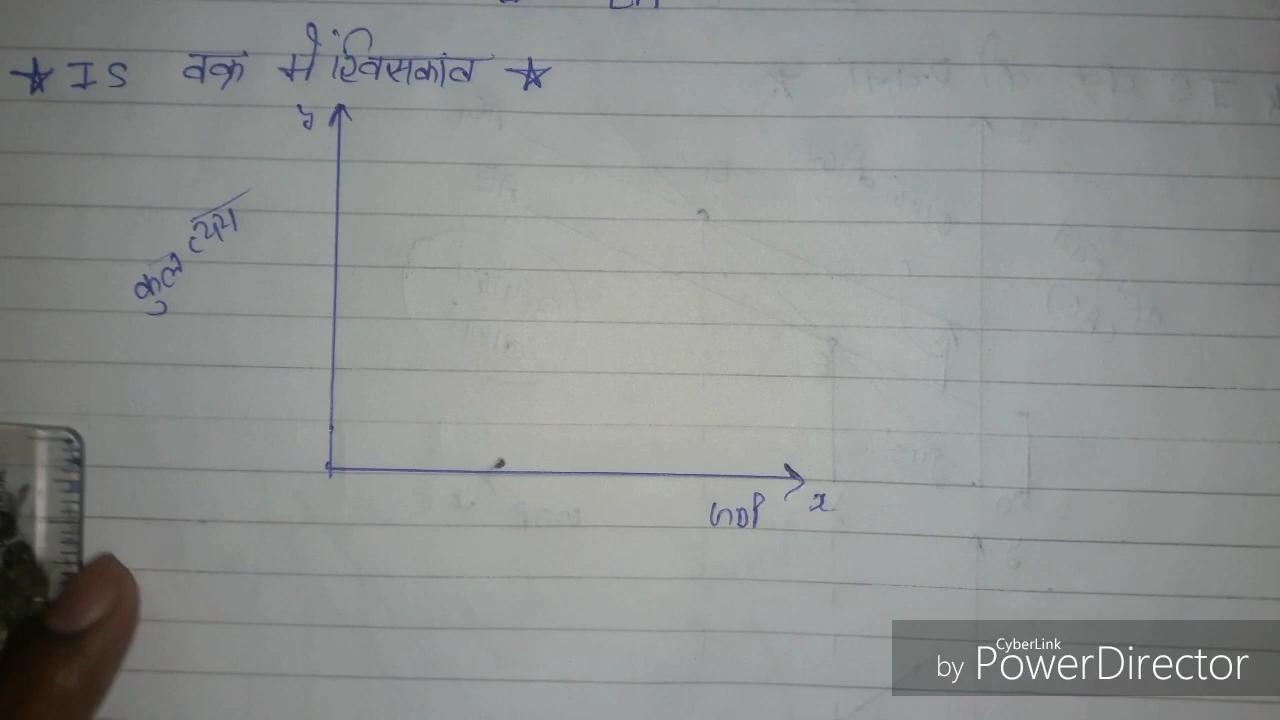 ★ IS वक्र में खिसकाव ★
y
कुल व्यय
GDP x
CyberLink
by PowerDirector